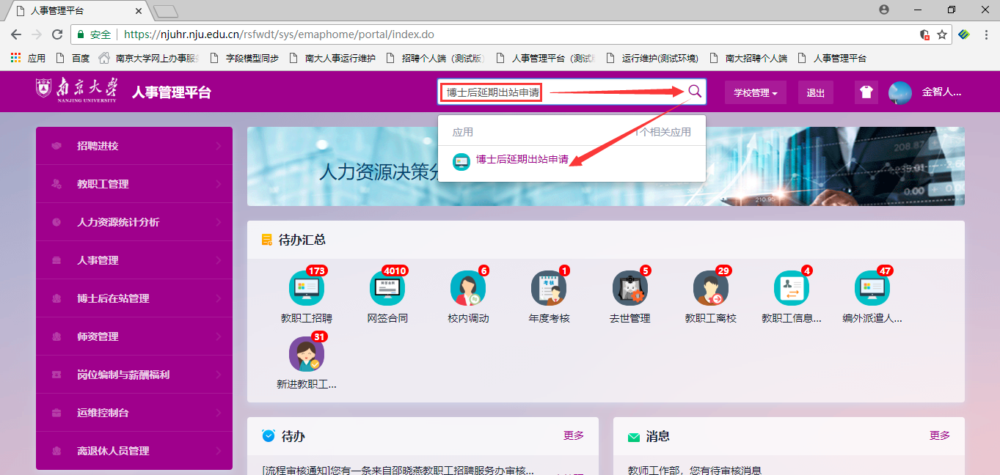 人事管理平台
安全 https://njuhr.nju.edu.cn/rsfwdt/sys/emaphome/portal/index.do
应用 百度 南京大学网上办事服 字段模型同步 南大人事运行维护 招聘个人端（测试版） 人事管理平台（测试 运行维护(测试环境) 南大招聘个人端 人事管理平台
南京大学
NANJING UNIVERSITY
人事管理平台
博士后延期出站申请
学校管理
退出
金智人...
应用 1个相关应用
博士后延期出站申请
招聘进校
教职工管理
人力资源统计分析
人事管理
博士后在站管理
师资管理
岗位编制与薪酬福利
运维控制台
离退休人员管理
人力资源决策分
208.87
239.01
0.00
0.00
210.95
待办汇总
173 4010 6 1 5 29 4 47
考核
教职工招聘 网签合同 校内调动 年度考核 去世管理 教职工离校 教职工信息... 编外派遣人...
31
新进教职工...
待办 更多
[流程审核通知]您有一条来自邵晓燕教职工招聘服务办审核...
消息 更多
教师工作部，您有待审核消息